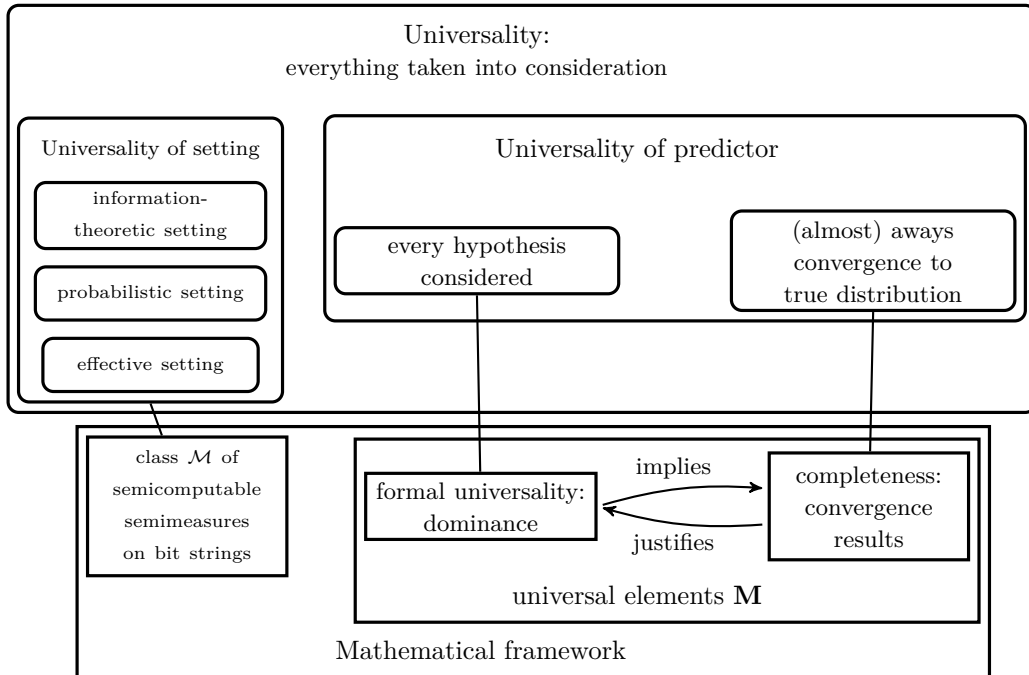 Universality:
everything taken into consideration
Universality of setting
information-
theoretic setting
probabilistic setting
effective setting
Universality of predictor
every hypothesis
considered
(almost) aways
convergence to
true distribution
class ℳ of
semicomputable
semimeasures
on bit strings
formal universality:
dominance
implies
justifies
completeness:
convergence
results
universal elements M
Mathematical framework